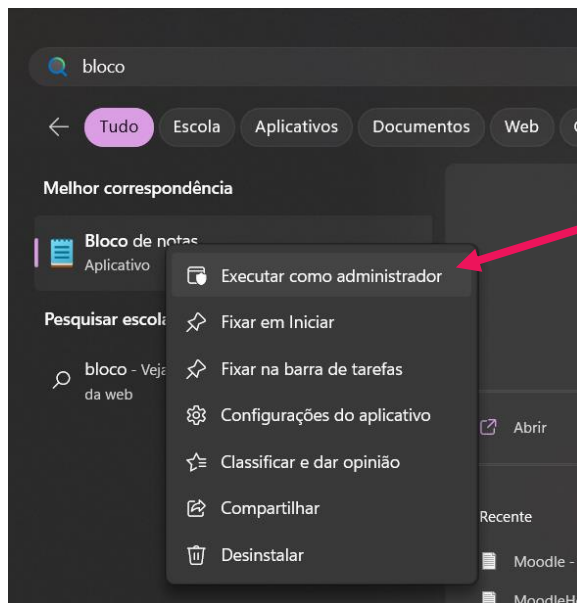 bloco
Tudo Escola Aplicativos Documentos Web
Melhor correspondência
Bloco de notas
Aplicativo
Executar como administrador
Pesquisar escola
Fixar em Iniciar
bloco - Veja
da web
Fixar na barra de tarefas
Configurações do aplicativo
Abrir
Classificar e dar opinião
Compartilhar
Recente
Desinstalar
Moodle -
MoodleH